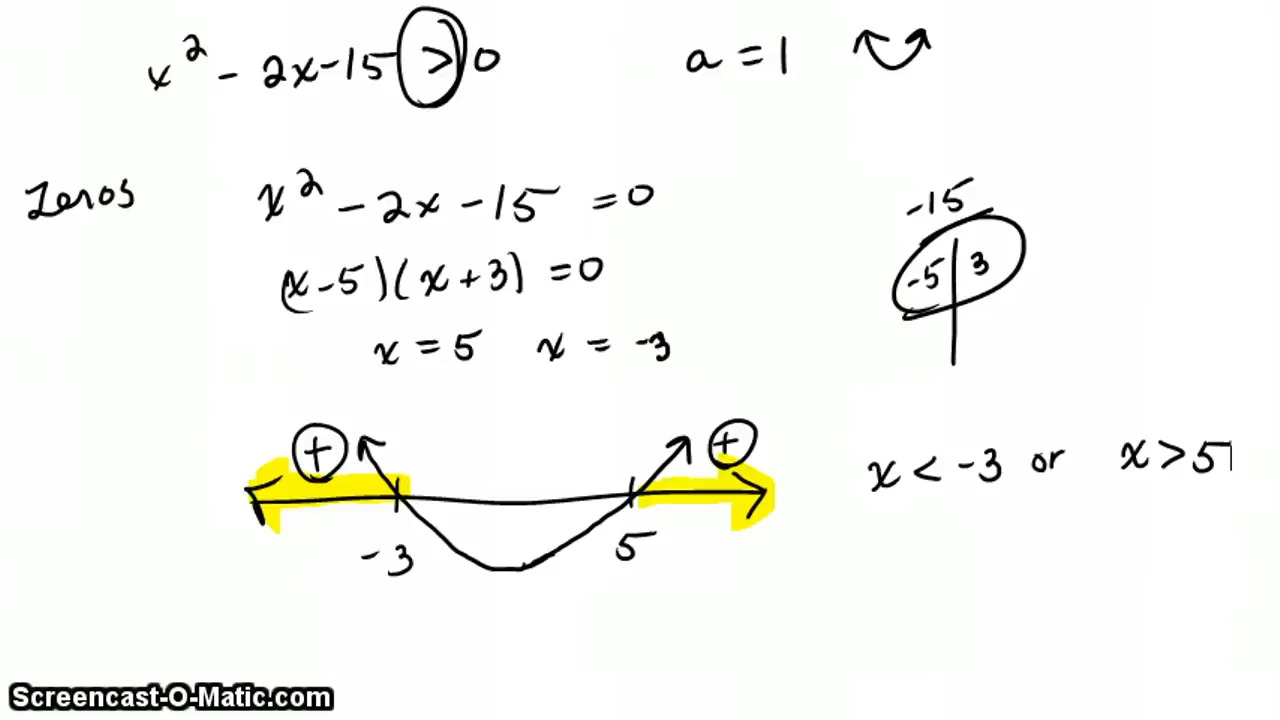 x² - 2x - 15 > 0 a = 1
Zeros x² - 2x - 15 = 0
-15
(x - 5)(x + 3) = 0 -5 3
x = 5 x = -3
+ +
x < -3 or x > 5
-3 5
Screencast-O-Matic.com